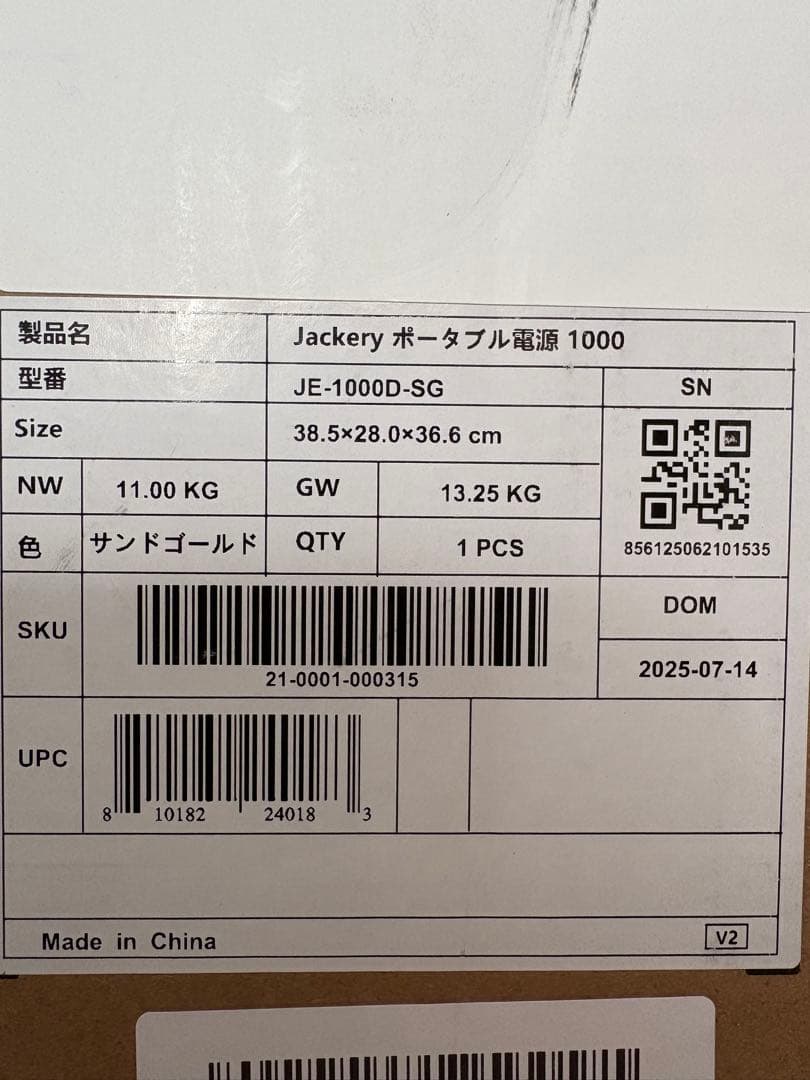 製品名 Jackery ポータブル電源 1000
型番 JE-1000D-SG SN
Size 38.5×28.0×36.6 cm
NW 11.00 KG GW 13.25 KG
856125062101535
色 サンドゴールド QTY 1 PCS
DOM
SKU
21-0001-000315
2025-07-14
UPC
8 10182 24018 3
Made in China V2